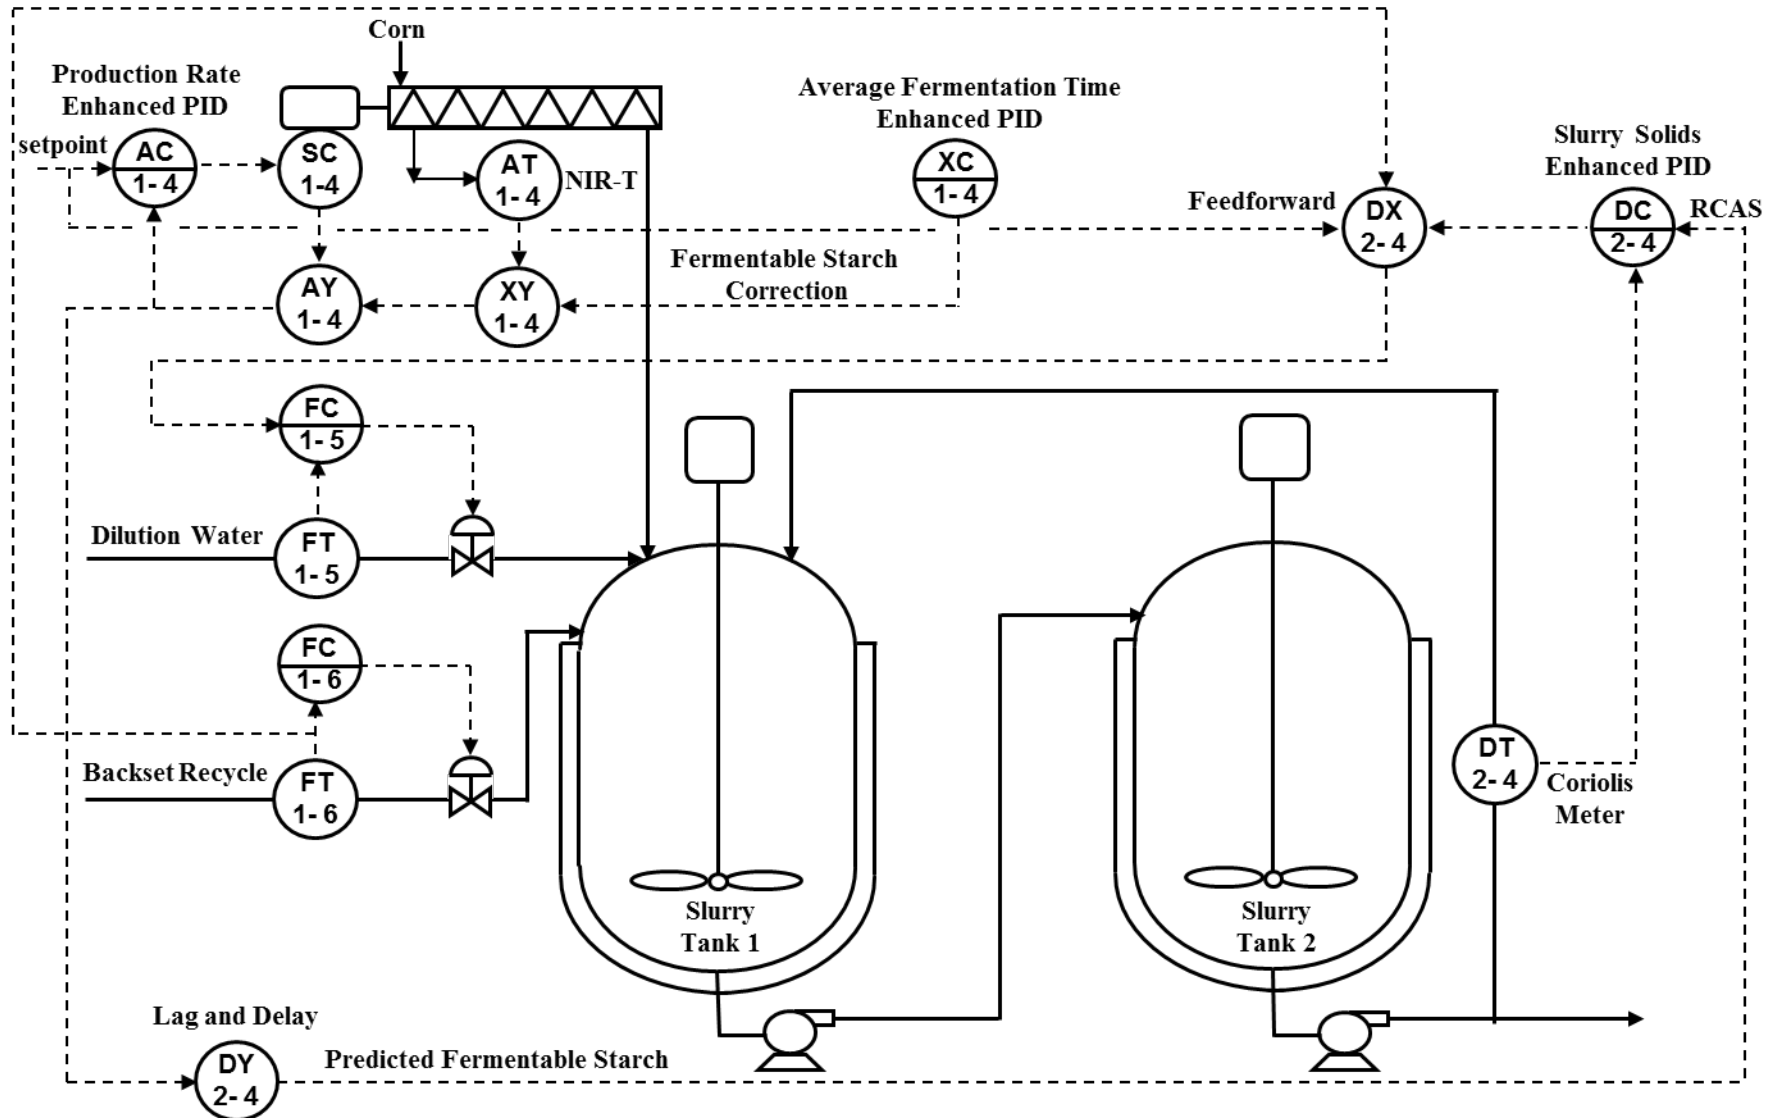 Corn
Production Rate
Enhanced PID
Average Fermentation Time
Enhanced PID
Slurry Solids
Enhanced PID
setpoint
AC
1- 4
SC
1-4
AT
1- 4
NIR-T
XC
1- 4
Feedforward
DX
2- 4
DC
2- 4
RCAS
Fermentable Starch
Correction
AY
1- 4
XY
1- 4
FC
1- 5
Dilution Water
FT
1- 5
FC
1- 6
Backset Recycle
FT
1- 6
DT
2- 4
Coriolis
Meter
Slurry
Tank 1
Slurry
Tank 2
Lag and Delay
DY
2- 4
Predicted Fermentable Starch